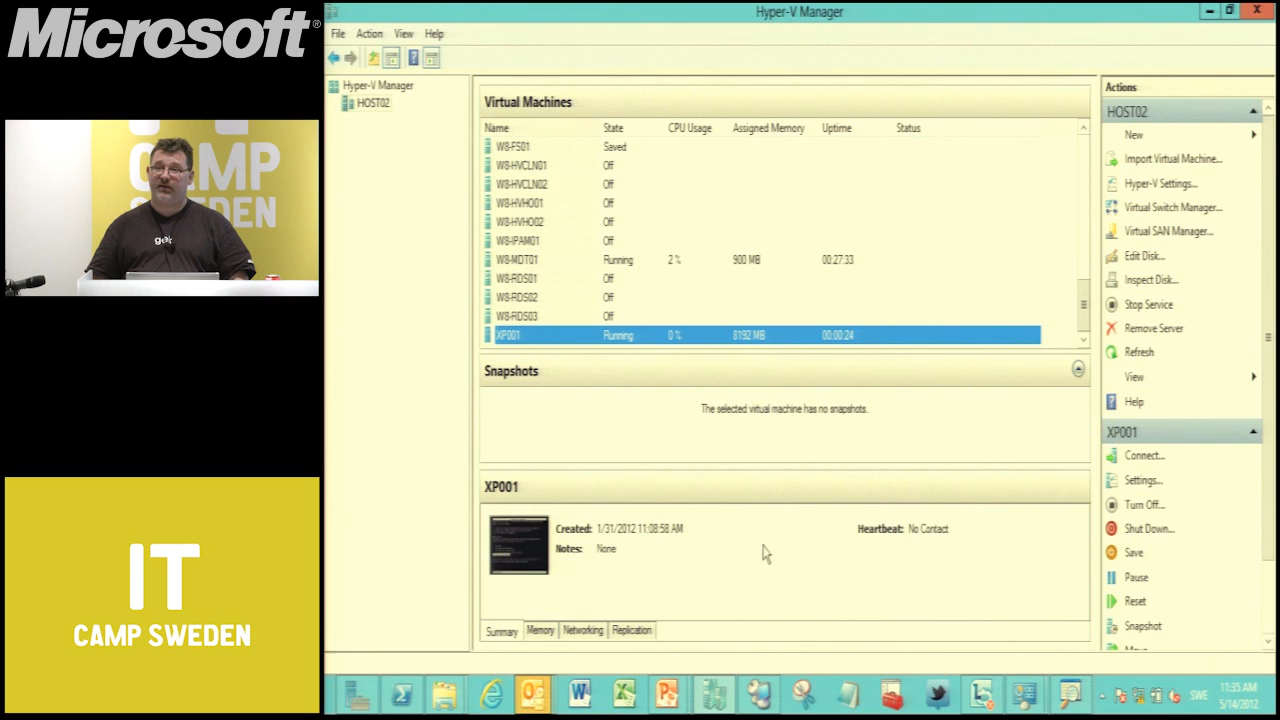 Microsoft®
CAMP
SWEDEN
IT
CAMP SWEDEN
Hyper-V Manager
File Action View Help
Hyper-V Manager
HOST02
Virtual Machines
Name State CPU Usage Assigned Memory Uptime Status
W8-FS01 Saved
W8-HVCLN01 Off
W8-HVCLN02 Off
W8-HVHO01 Off
W8-HVHO02 Off
W8-IPAM01 Off
W8-MDT01 Running 2 % 900 MB 00:27:33
W8-RDS01 Off
W8-RDS02 Off
W8-RDS03 Off
XP001 Running 0 % 8192 MB 00:00:24
Snapshots
The selected virtual machine has no snapshots.
XP001
Created: 1/31/2012 11:08:58 AM Heartbeat: No Contact
Notes: None
Summary Memory Networking Replication
Actions
HOST02
New
Import Virtual Machine...
Hyper-V Settings...
Virtual Switch Manager...
Virtual SAN Manager...
Edit Disk...
Inspect Disk...
Stop Service
Remove Server
Refresh
View
Help
XP001
Connect...
Settings...
Turn Off...
Shut Down...
Save
Pause
Reset
Snapshot
SWE 11:35 AM
5/14/2012